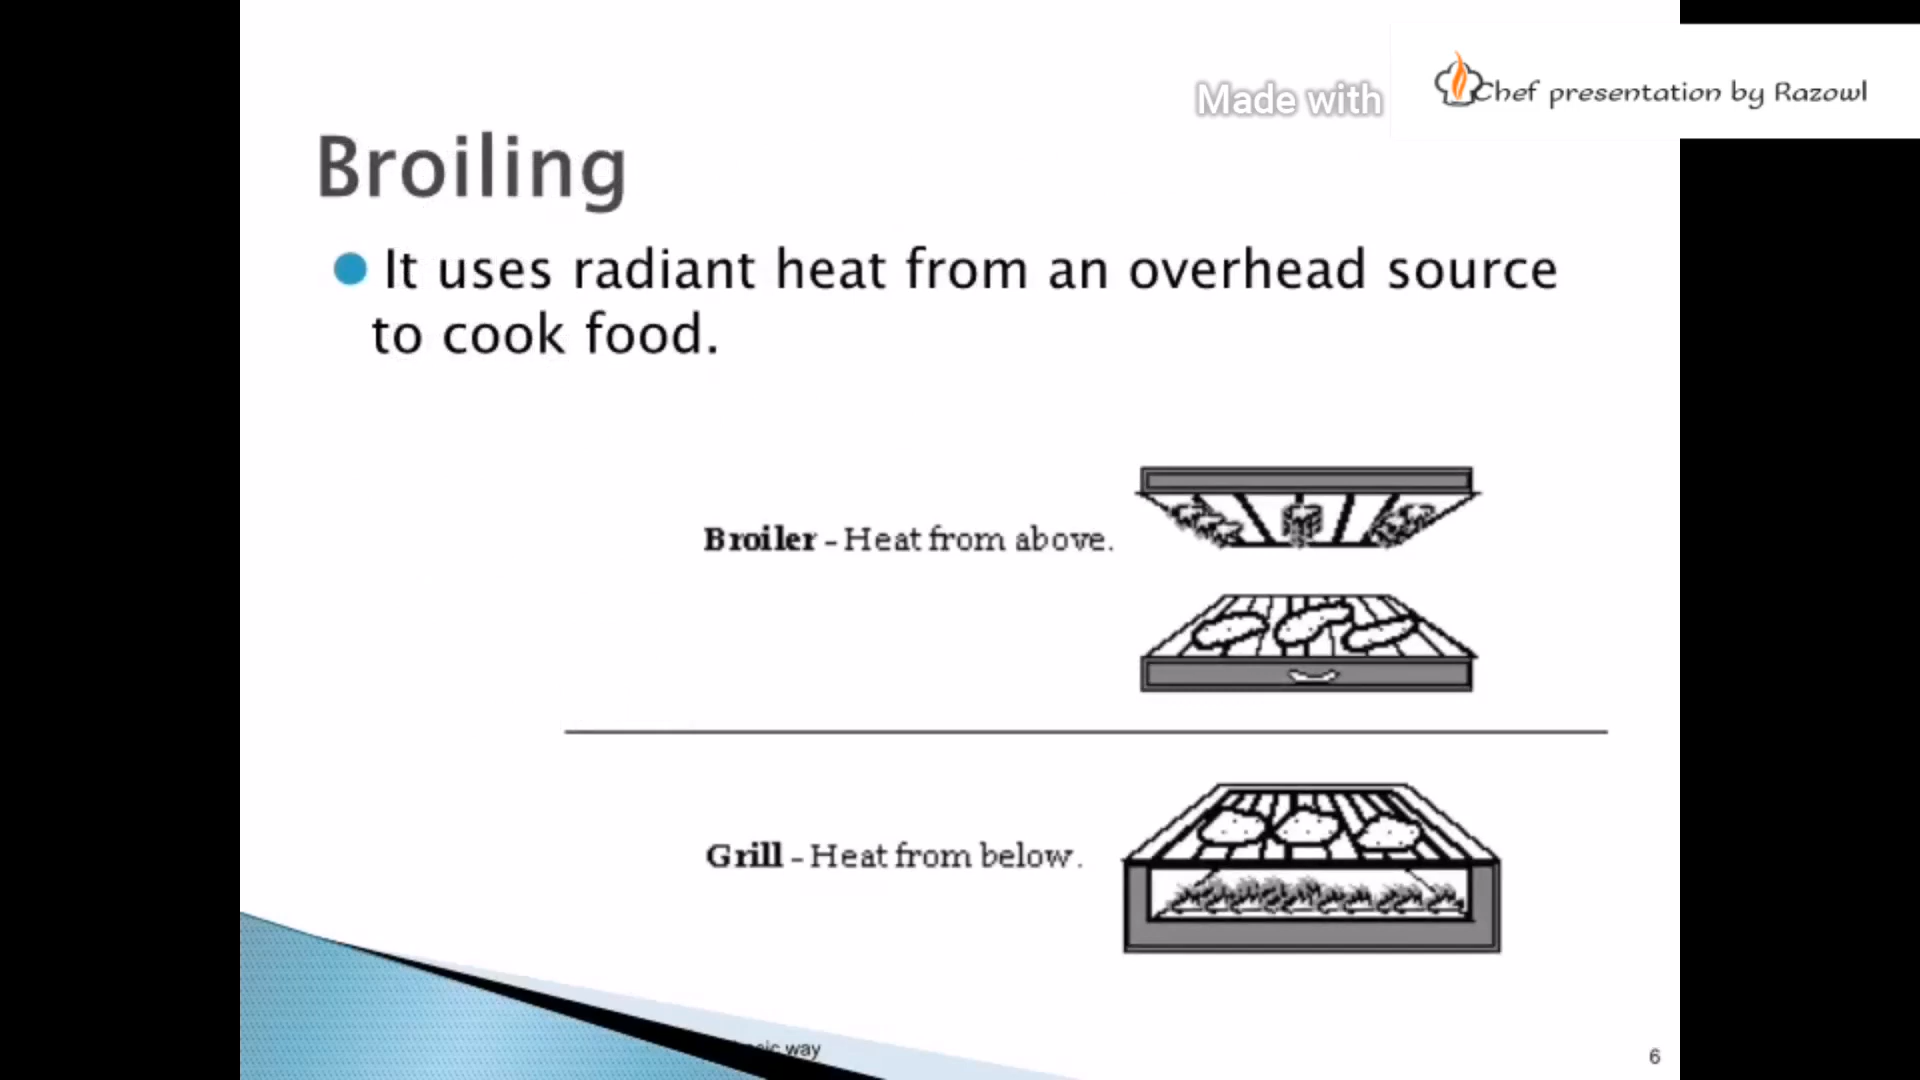 Made with
Chef presentation by Razowl
Broiling
It uses radiant heat from an overhead source
to cook food.
Broiler - Heat from above.
Grill - Heat from below.
way
6